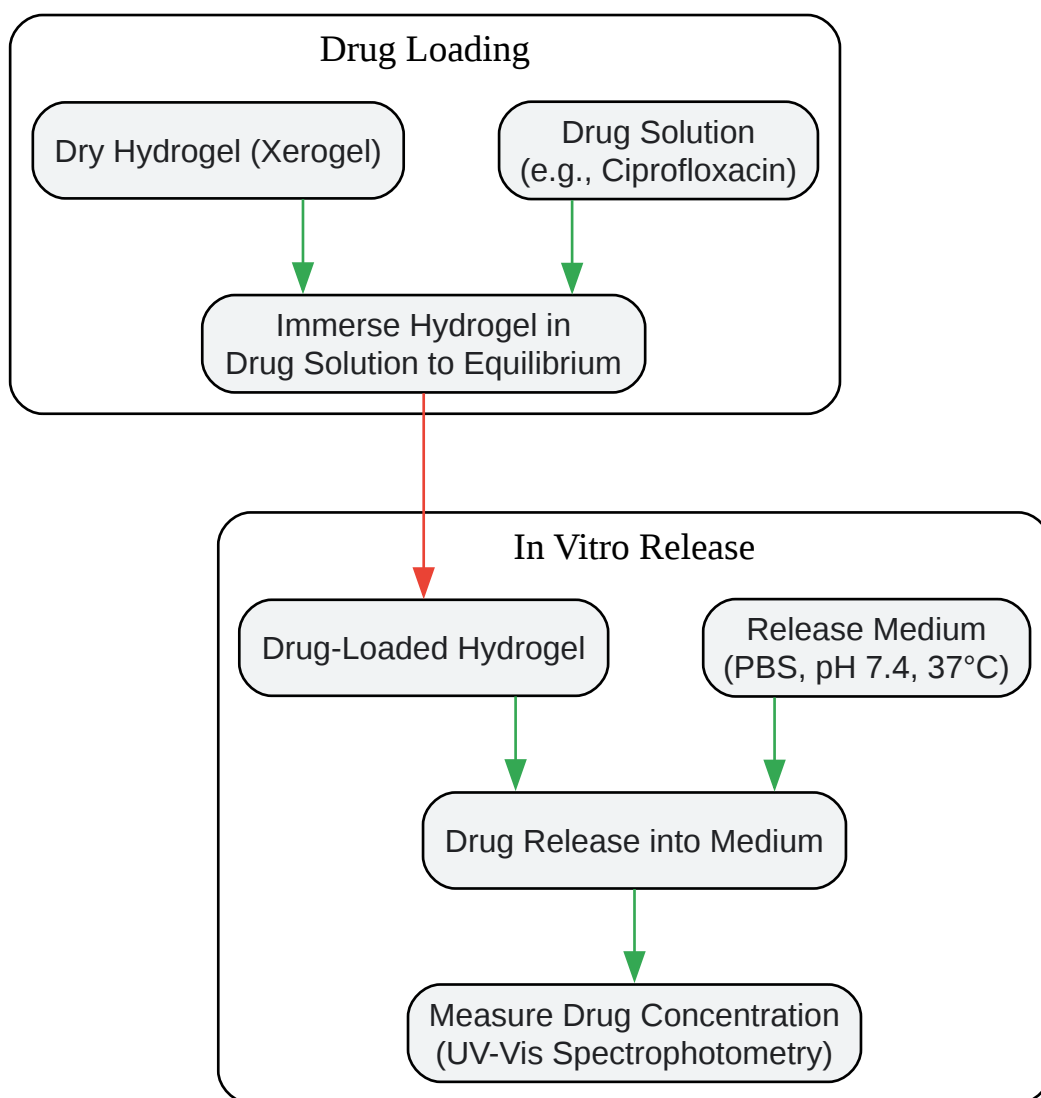 Drug Loading
Dry Hydrogel (Xerogel)
Drug Solution
(e.g., Ciprofloxacin)
Immerse Hydrogel in
Drug Solution to Equilibrium
In Vitro Release
Drug-Loaded Hydrogel
Release Medium
(PBS, pH 7.4, 37°C)
Drug Release into Medium
Measure Drug Concentration
(UV-Vis Spectrophotometry)